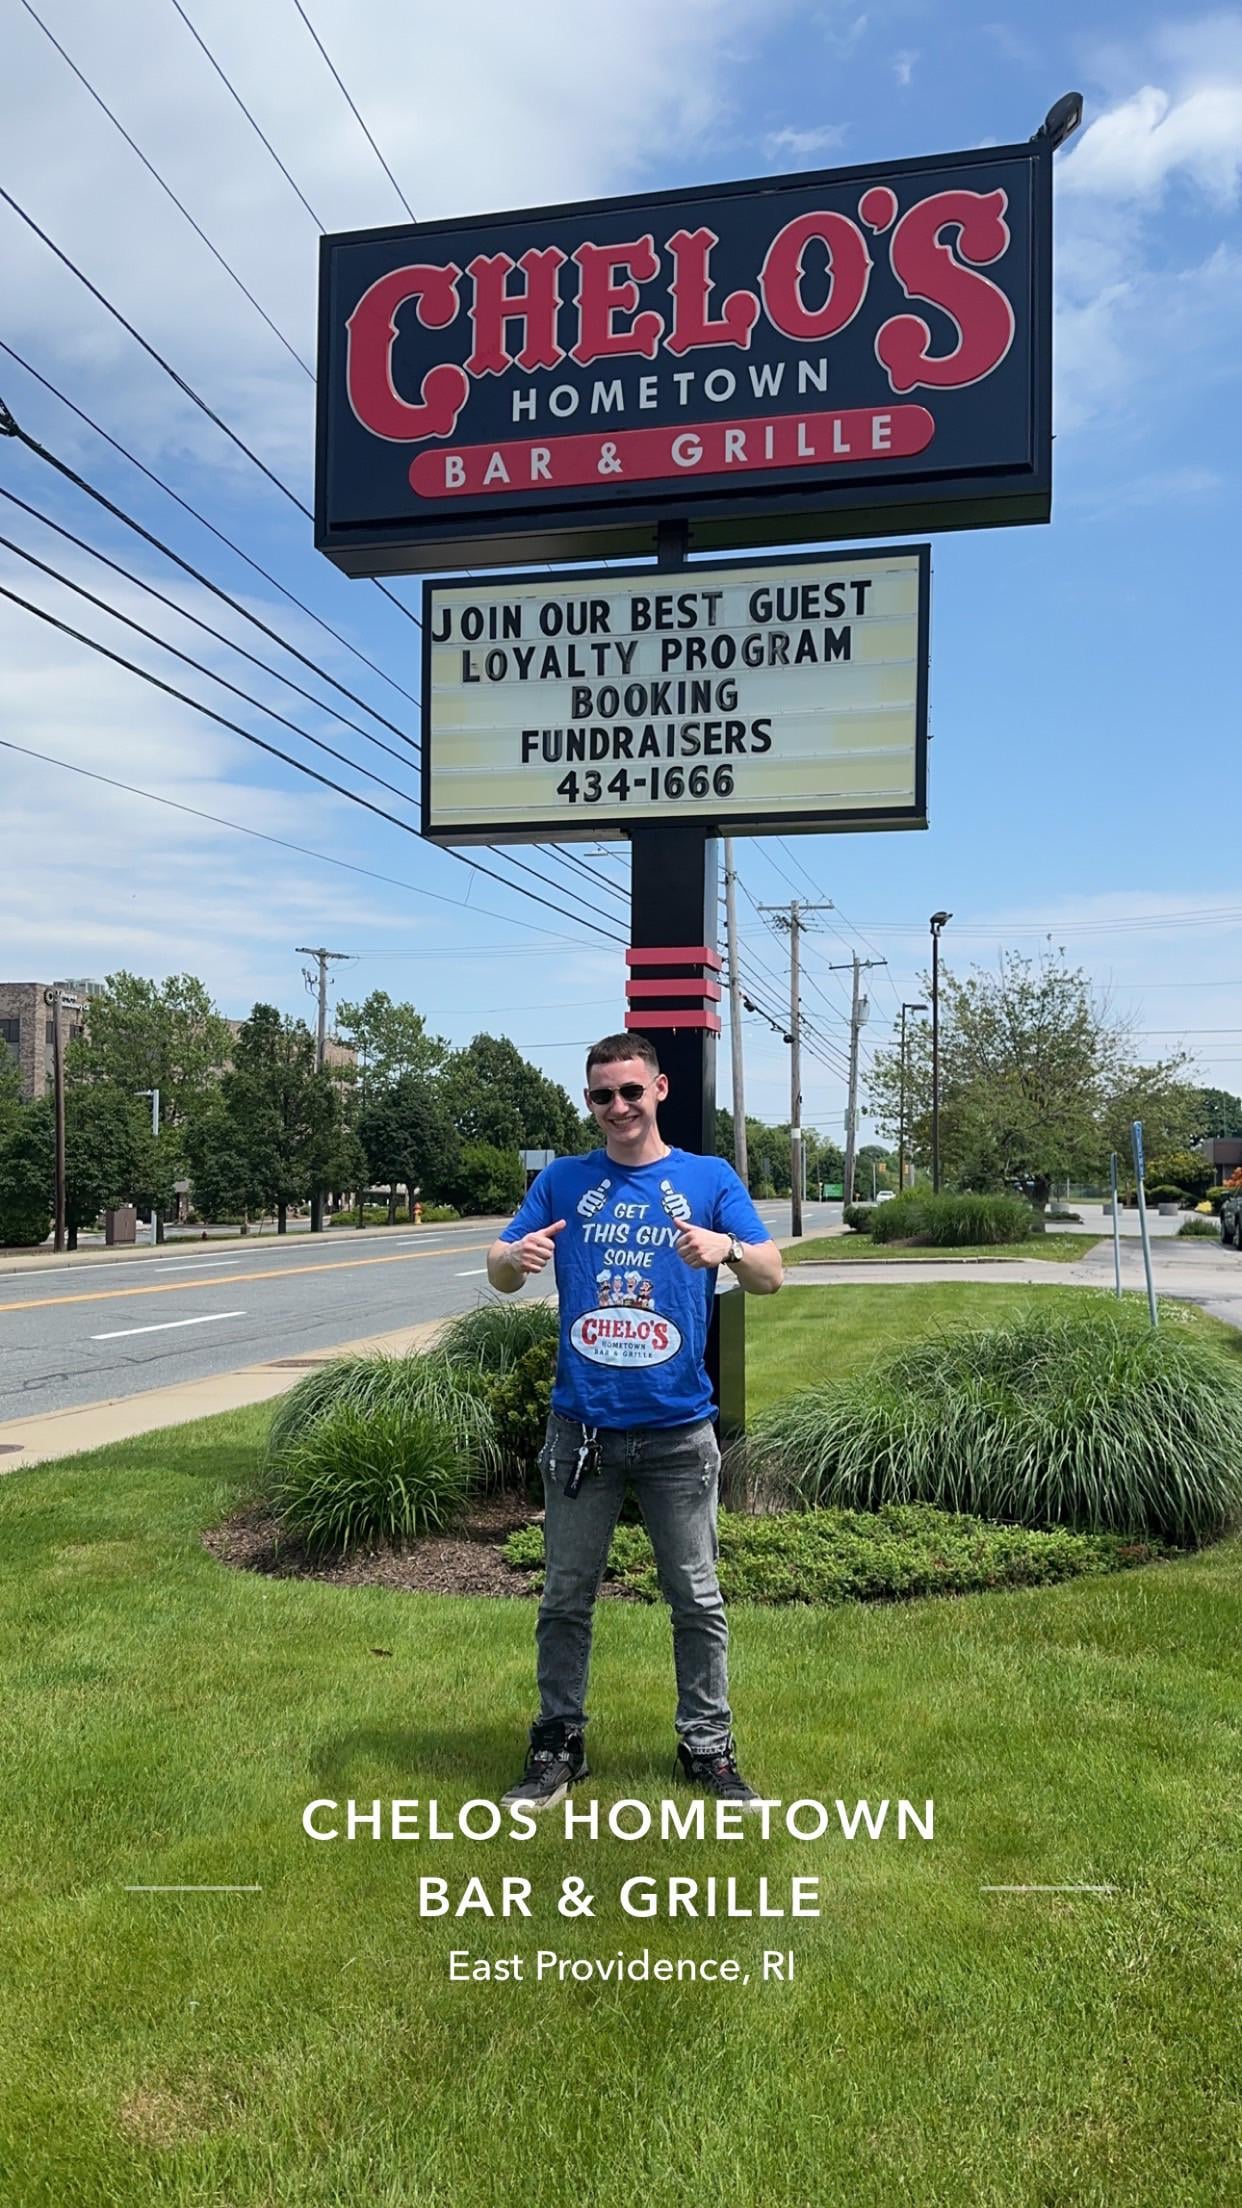 CHELO'S
HOMETOWN
BAR & GRILLE
JOIN OUR BEST GUEST
LOYALTY PROGRAM
BOOKING
FUNDRAISERS
434-1666
GET
THIS GUY
SOME
CHELO'S
HOMETOWN
BAR & GRILLE
CHELOS HOMETOWN
BAR & GRILLE
East Providence, RI